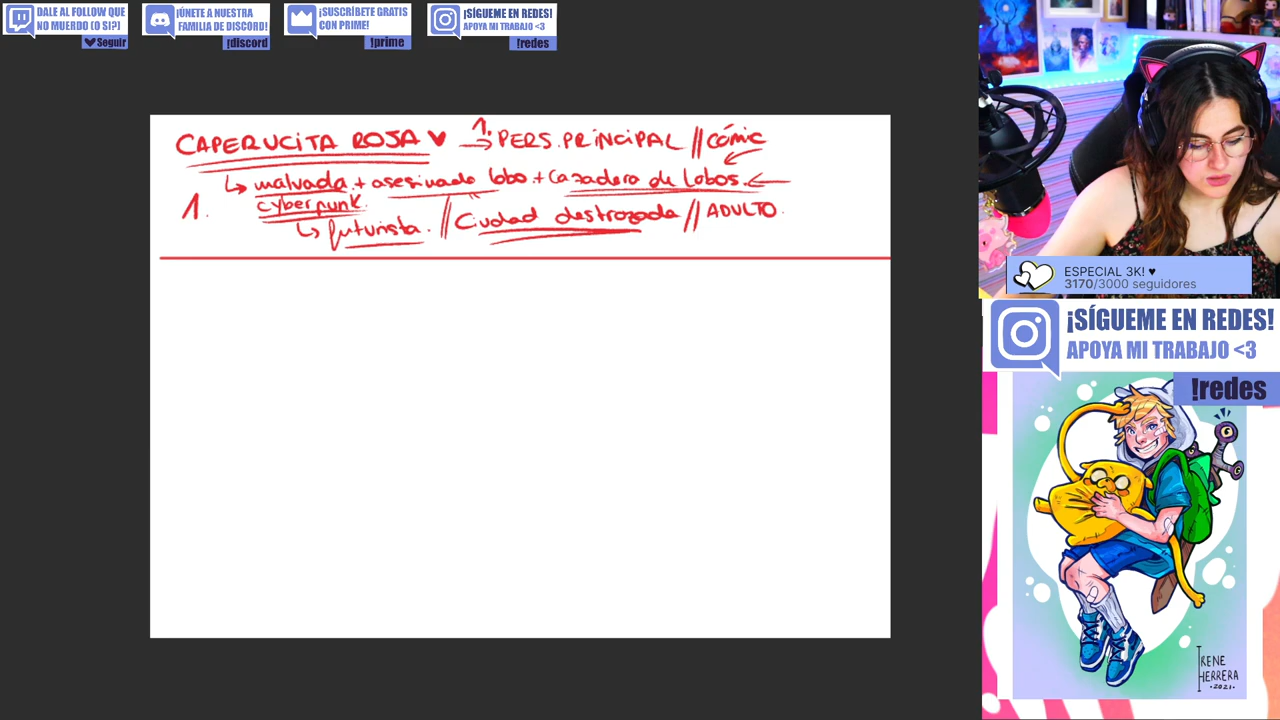 DALE AL FOLLOW QUE
NO MUERDO (O SI?)
Seguir
¡ÚNETE A NUESTRA
FAMILIA DE DISCORD!
!discord
¡SUSCRÍBETE GRATIS
CON PRIME!
!prime
¡SÍGUEME EN REDES!
APOYA MI TRABAJO <3
!redes
CAPERUCITA ROJA ♥ 1. → PERS. PRINCIPAL // cómic
↳ malvada + asesinado lobo + Cazadora de Lobos. ←
1. cyberpunk.
↳ futurista. // Ciudad destrozada // ADULTO.
ESPECIAL 3K! ♥
3170/3000 seguidores
¡SÍGUEME EN REDES!
APOYA MI TRABAJO <3
!redes
IRENE
HERRERA
·2021·